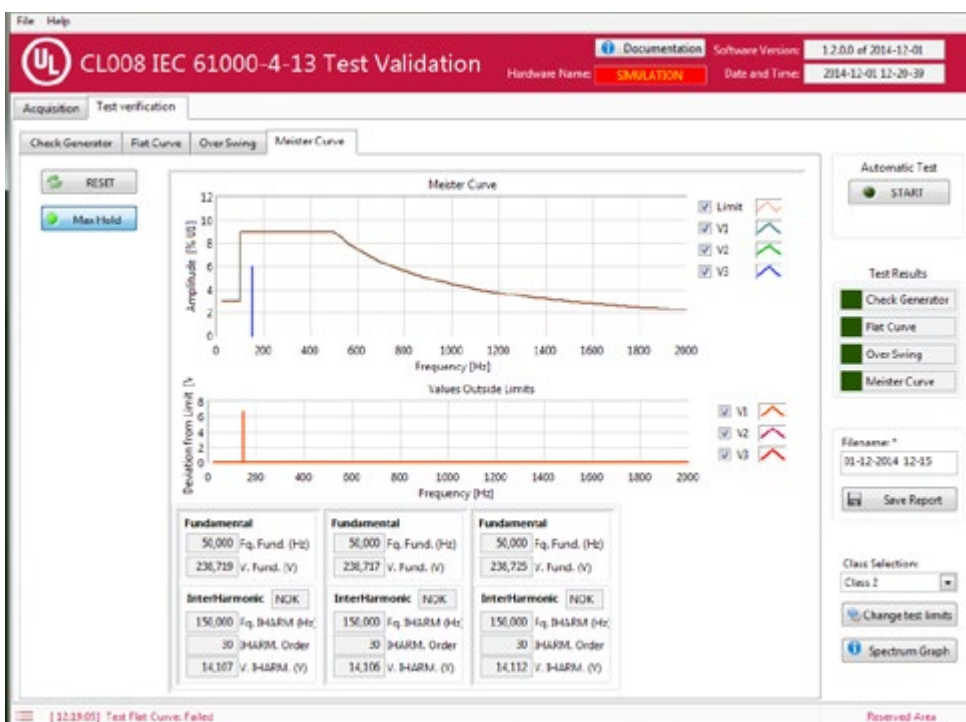 File Help
UL
CL008 IEC 61000-4-13 Test Validation
Documentation
Software Version:
1.2.0.0 of 2014-12-01
Hardware Name:
SIMULATION
Date and Time:
2014-12-01 12-20-39
Acquisition
Test verification
Check Generator
Flat Curve
Over Swing
Meister Curve
RESET
Max Hold
Meister Curve
Amplitude [% U1]
12
10
8
6
4
2
0
0 200 400 600 800 1000 1200 1400 1600 1800 2000
Frequency [Hz]
Limit
V1
V2
V3
Values Outside Limits
Deviation from Limit
8
6
4
2
0
0 200 400 600 800 1000 1200 1400 1600 1800 2000
Frequency [Hz]
V1
V2
V3
Fundamental
50,000 Fq. Fund. (Hz)
238,719 V. Fund. (V)
InterHarmonic NOK
150,000 Fq. IHARM (Hz)
30 IHARM. Order
14,107 V. IHARM. (V)
Fundamental
50,000 Fq. Fund. (Hz)
238,717 V. Fund. (V)
InterHarmonic NOK
150,000 Fq. IHARM (Hz)
30 IHARM. Order
14,106 V. IHARM. (V)
Fundamental
50,000 Fq. Fund. (Hz)
238,725 V. Fund. (V)
InterHarmonic NOK
150,000 Fq. IHARM (Hz)
30 IHARM. Order
14,112 V. IHARM. (V)
Automatic Test
START
Test Results
Check Generator
Flat Curve
Over Swing
Meister Curve
Filename: *
01-12-2014 12-15
Save Report
Class Selection:
Class 2
Change test limits
Spectrum Graph
[12:19:05] Test Flat Curve: Failed
Reserved Area